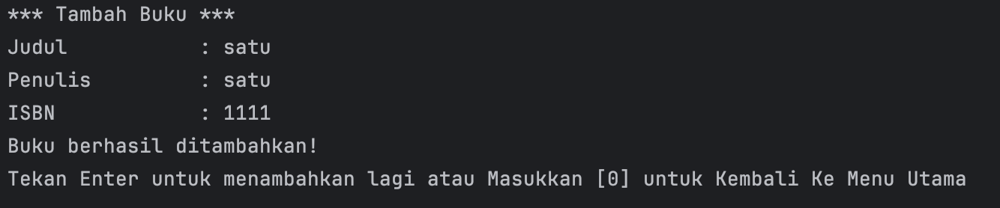 *** Tambah Buku ***
Judul           : satu
Penulis         : satu
ISBN            : 1111
Buku berhasil ditambahkan!
Tekan Enter untuk menambahkan lagi atau Masukkan [0] untuk Kembali Ke Menu Utama